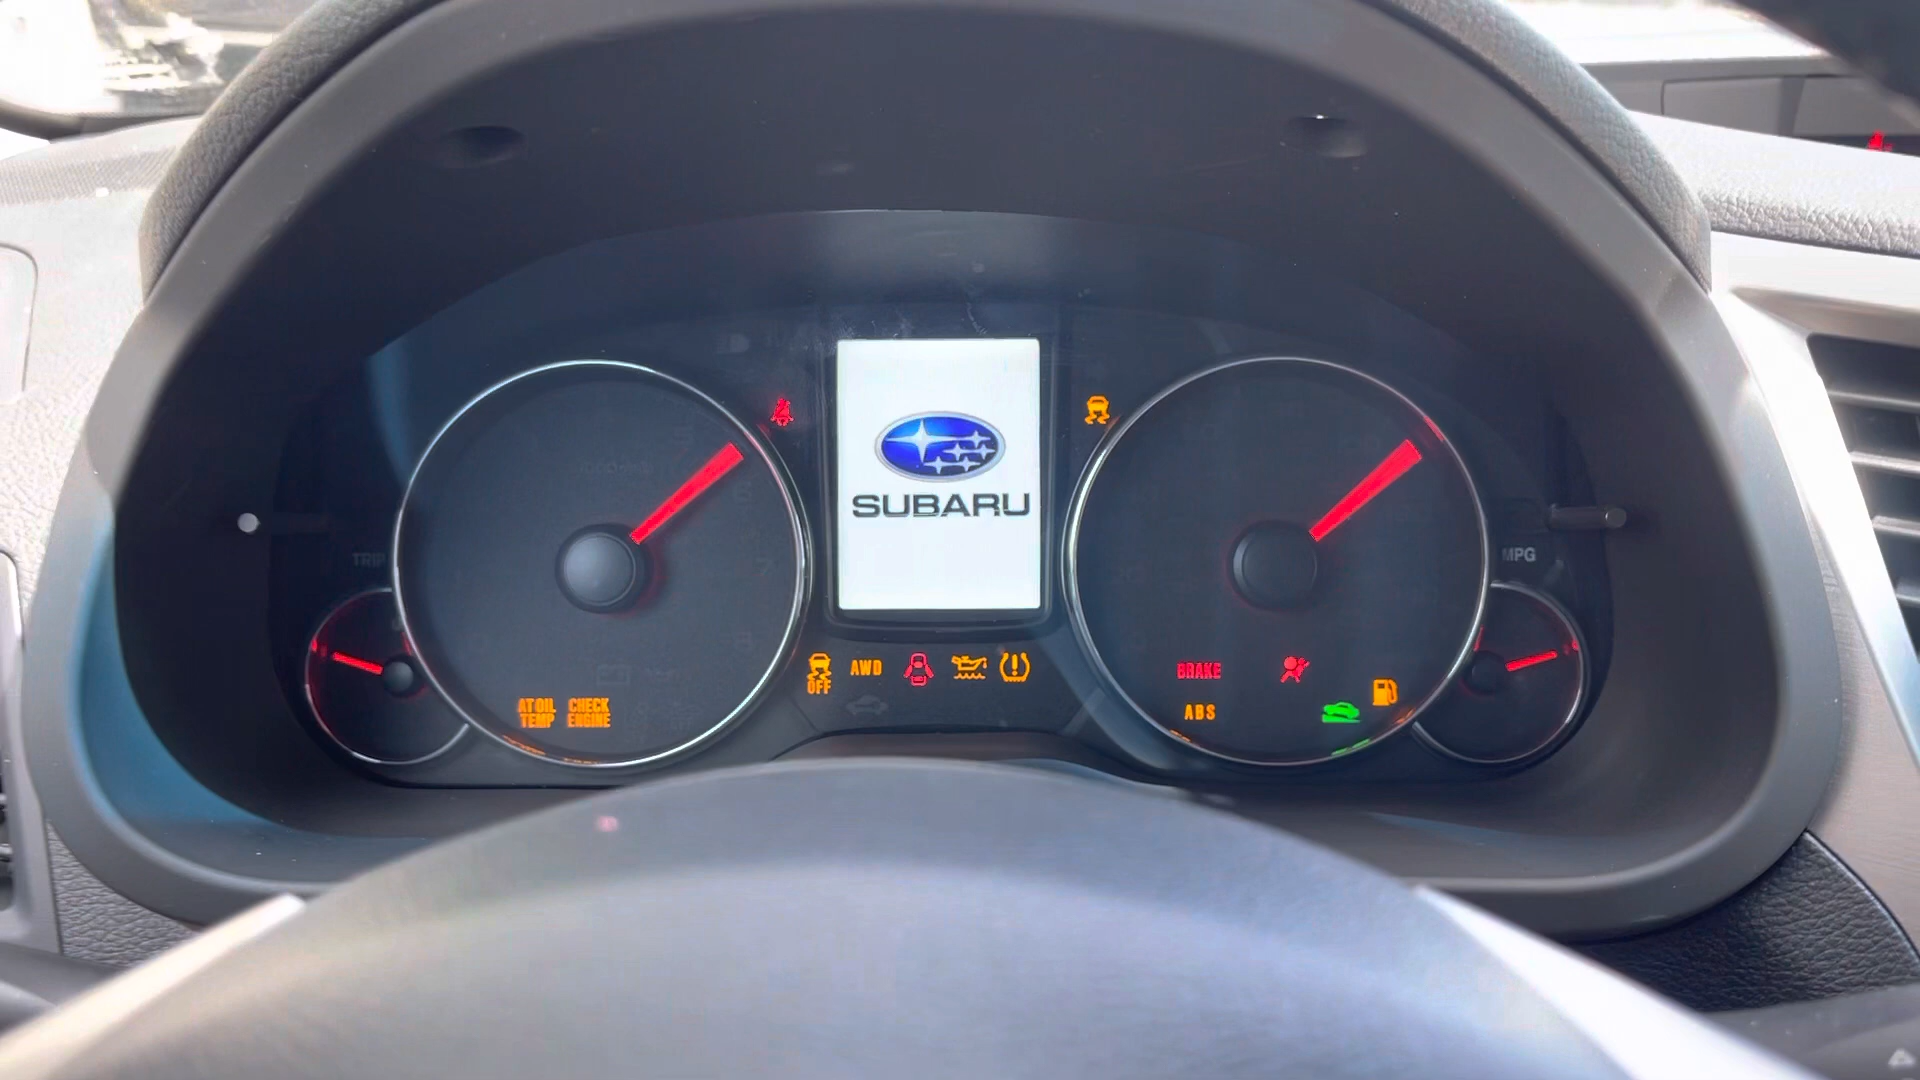 SUBARU
TRIP
MPG
OFF
AWD
BRAKE
AT OIL
TEMP
CHECK
ENGINE
ABS